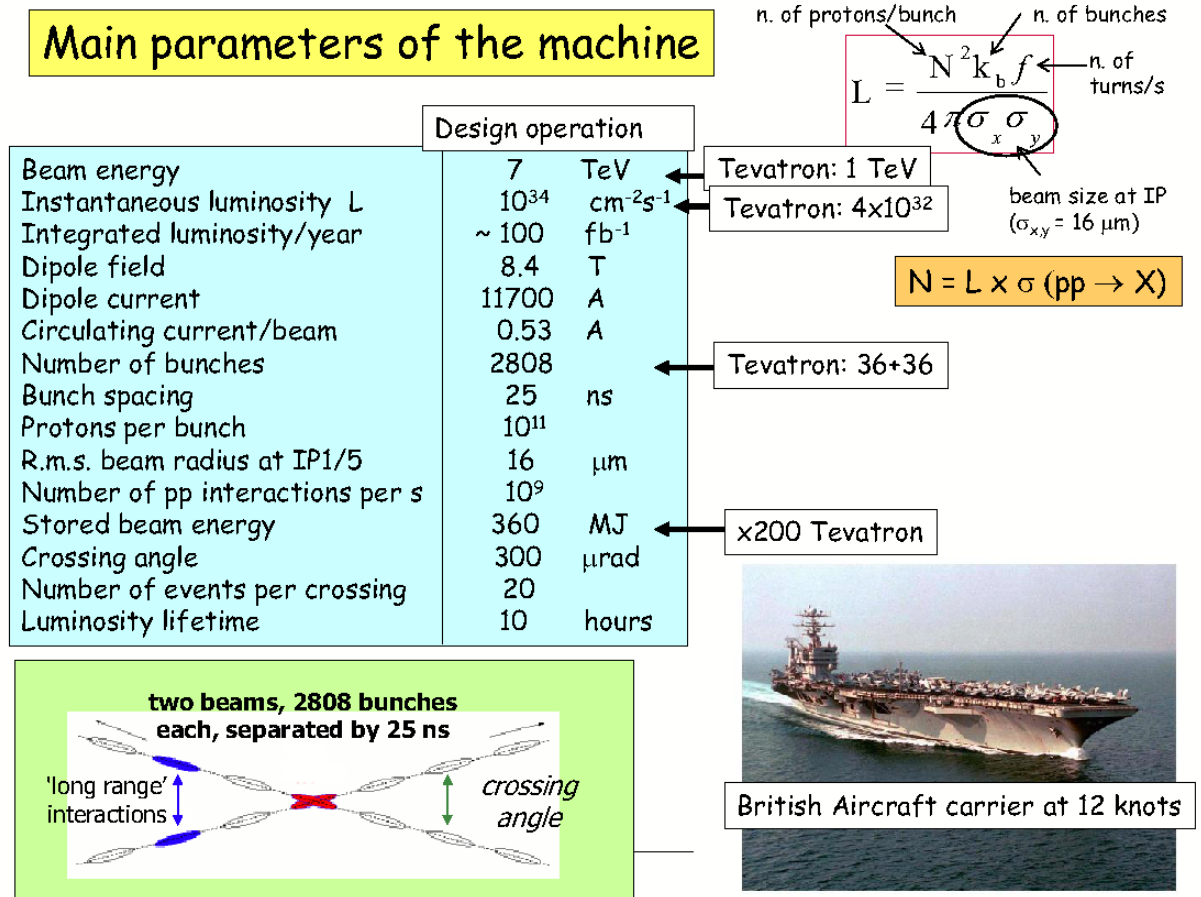 Main parameters of the machine
n. of protons/bunch
n. of bunches
n. of
turns/s
L = N²k_b f / 4πσ_xσ_y
beam size at IP
(σx,y = 16 μm)
N = L x σ (pp → X)
Design operation
Beam energy 7 TeV
Tevatron: 1 TeV
Instantaneous luminosity L 10³⁴ cm⁻²s⁻¹
Tevatron: 4x10³²
Integrated luminosity/year ~ 100 fb⁻¹
Dipole field 8.4 T
Dipole current 11700 A
Circulating current/beam 0.53 A
Number of bunches 2808
Tevatron: 36+36
Bunch spacing 25 ns
Protons per bunch 10¹¹
R.m.s. beam radius at IP1/5 16 μm
Number of pp interactions per s 10⁹
Stored beam energy 360 MJ
x200 Tevatron
Crossing angle 300 μrad
Number of events per crossing 20
Luminosity lifetime 10 hours
two beams, 2808 bunches
each, separated by 25 ns
'long range'
interactions
crossing
angle
British Aircraft carrier at 12 knots